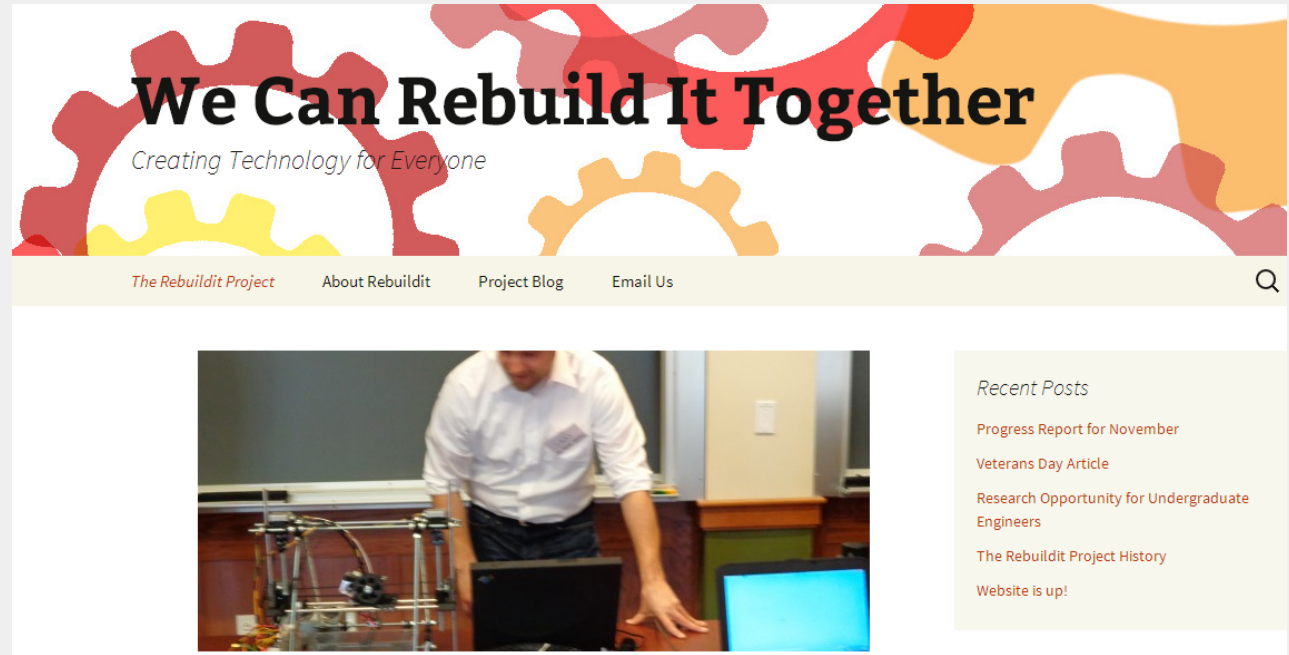 We Can Rebuild It Together
Creating Technology for Everyone
The Rebuildit Project
About Rebuildit
Project Blog
Email Us
Recent Posts
Progress Report for November
Veterans Day Article
Research Opportunity for Undergraduate
Engineers
The Rebuildit Project History
Website is up!